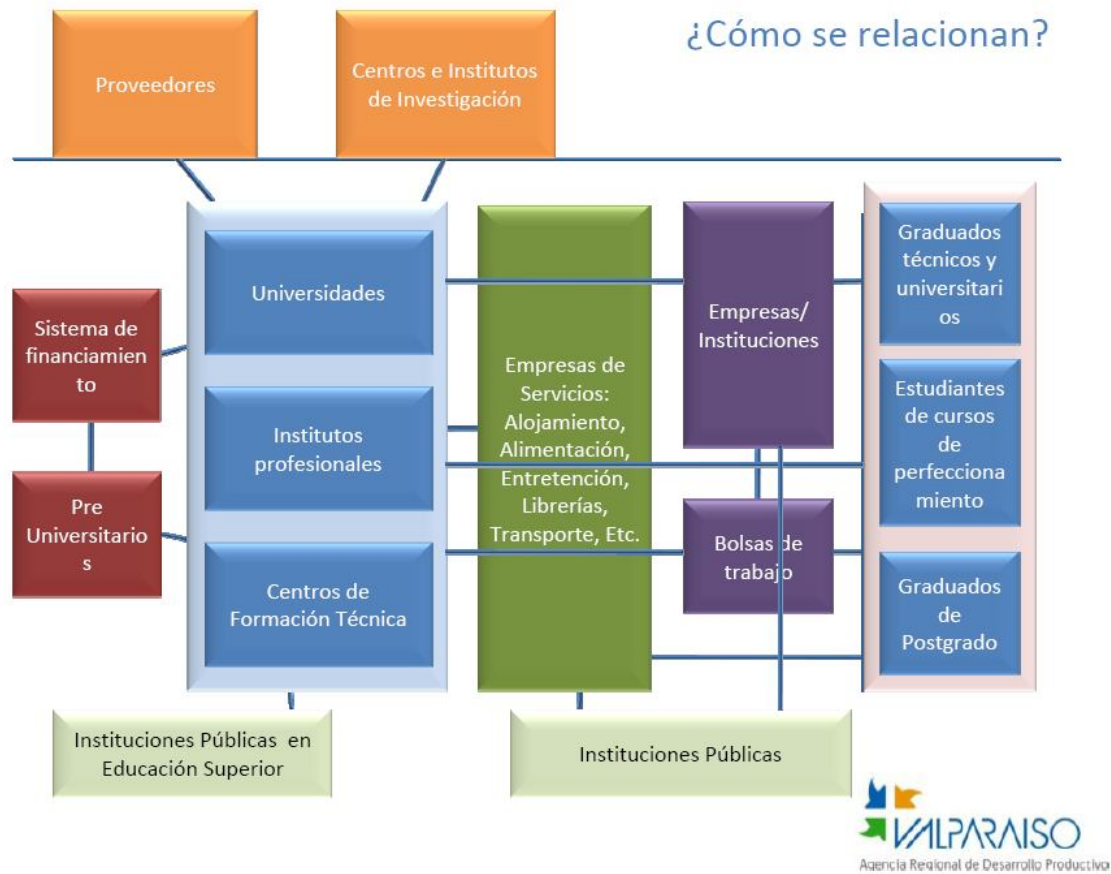 ¿Cómo se relacionan?
Proveedores
Centros e Institutos
de Investigación
Sistema de
financiamien
to
Pre
Universitario
s
Universidades
Institutos
profesionales
Centros de
Formación Técnica
Empresas de
Servicios:
Alojamiento,
Alimentación,
Entretención,
Librerías,
Transporte, Etc.
Empresas/
Instituciones
Bolsas de
trabajo
Graduados
técnicos y
universitari
os
Estudiantes
de cursos
de
perfecciona
miento
Graduados
de
Postgrado
Instituciones Públicas en
Educación Superior
Instituciones Públicas
VALPARAISO
Agencia Regional de Desarrollo Productivo